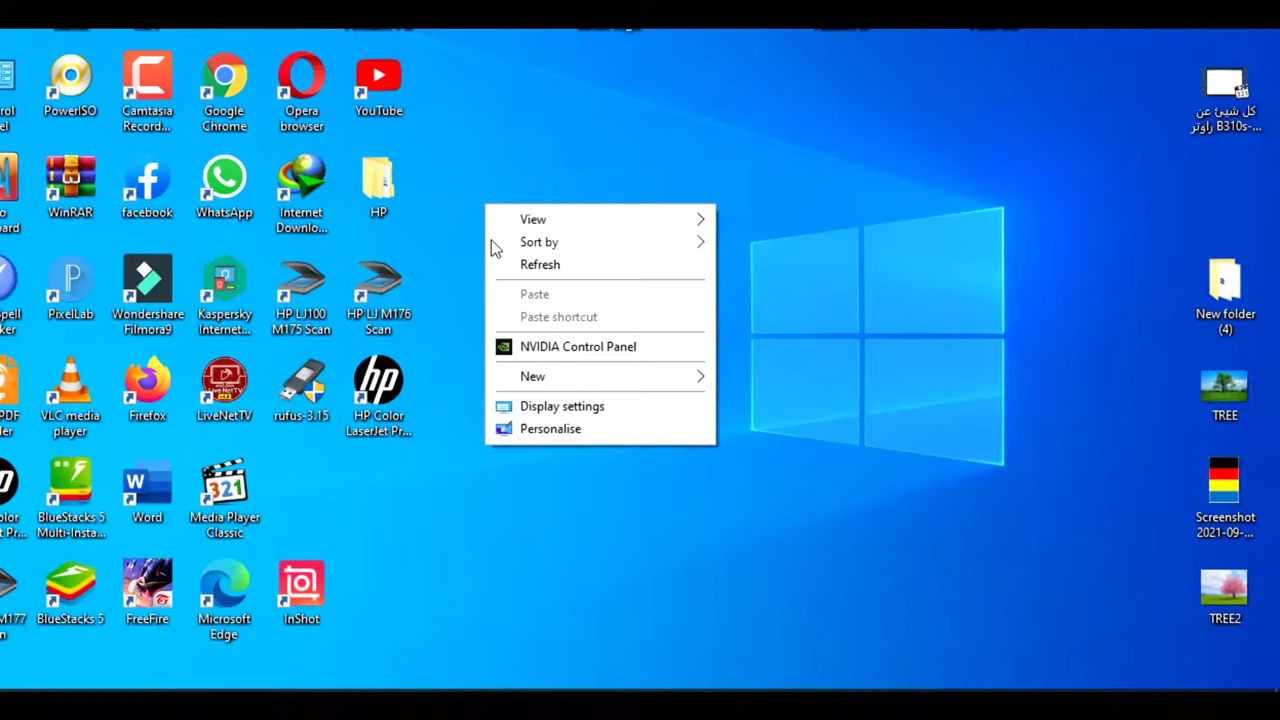 PowerISO
Camtasia
Record...
Google
Chrome
Opera
browser
YouTube
كل شيئ عن
راوتر B310s-...
WinRAR
facebook
WhatsApp
Internet
Downlo...
HP
View
Sort by
Refresh
Paste
Paste shortcut
NVIDIA Control Panel
New
Display settings
Personalise
PixelLab
Wondershare
Filmora9
Kaspersky
Internet...
HP LJ100
M175 Scan
HP LJ M176
Scan
New folder
(4)
VLC media
player
Firefox
LiveNetTV
rufus-3.15
HP Color
LaserJet Pr...
TREE
BlueStacks 5
Multi-Insta...
Word
321
Media Player
Classic
Screenshot
2021-09-...
M177
BlueStacks 5
FreeFire
Microsoft
Edge
InShot
TREE2